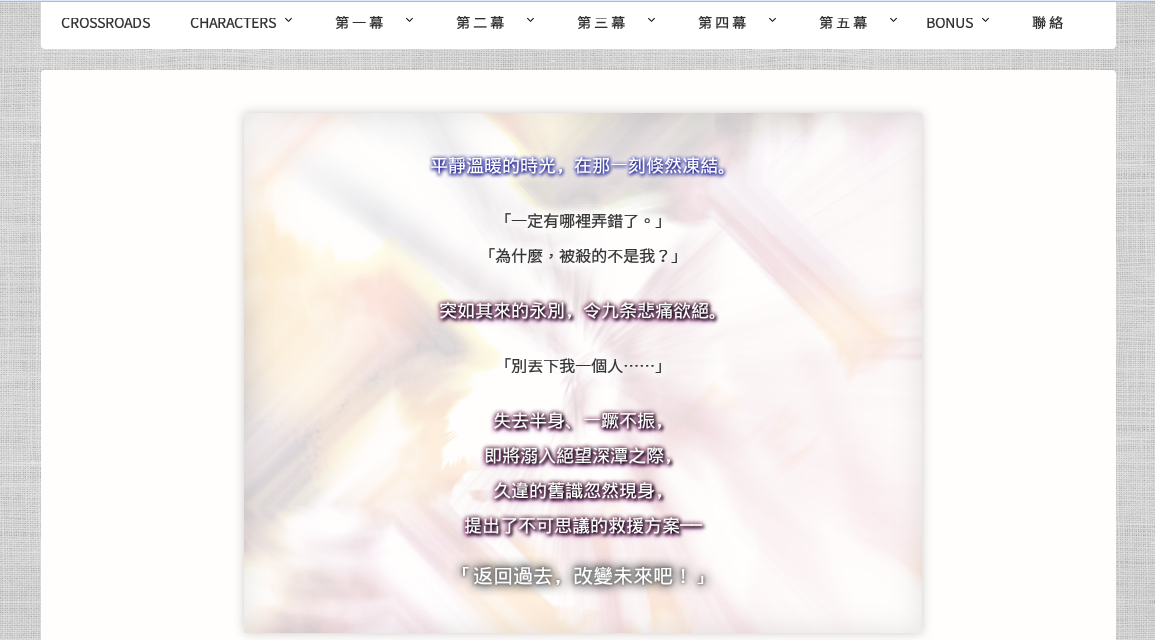 CROSSROADS
CHARACTERS
第一幕
第二幕
第三幕
第四幕
第五幕
BONUS
聯絡
平靜溫暖的時光，在那一刻倏然凍結。
「一定有哪裡弄錯了。」
「為什麼，被殺的不是我？」
突如其來的永別，令九条悲痛欲絕。
「別丟下我一個人⋯⋯」
失去半身、一蹶不振，
即將溺入絕望深潭之際，
久違的舊識忽然現身，
提出了不可思議的救援方案──
「返回過去，改變未來吧！」